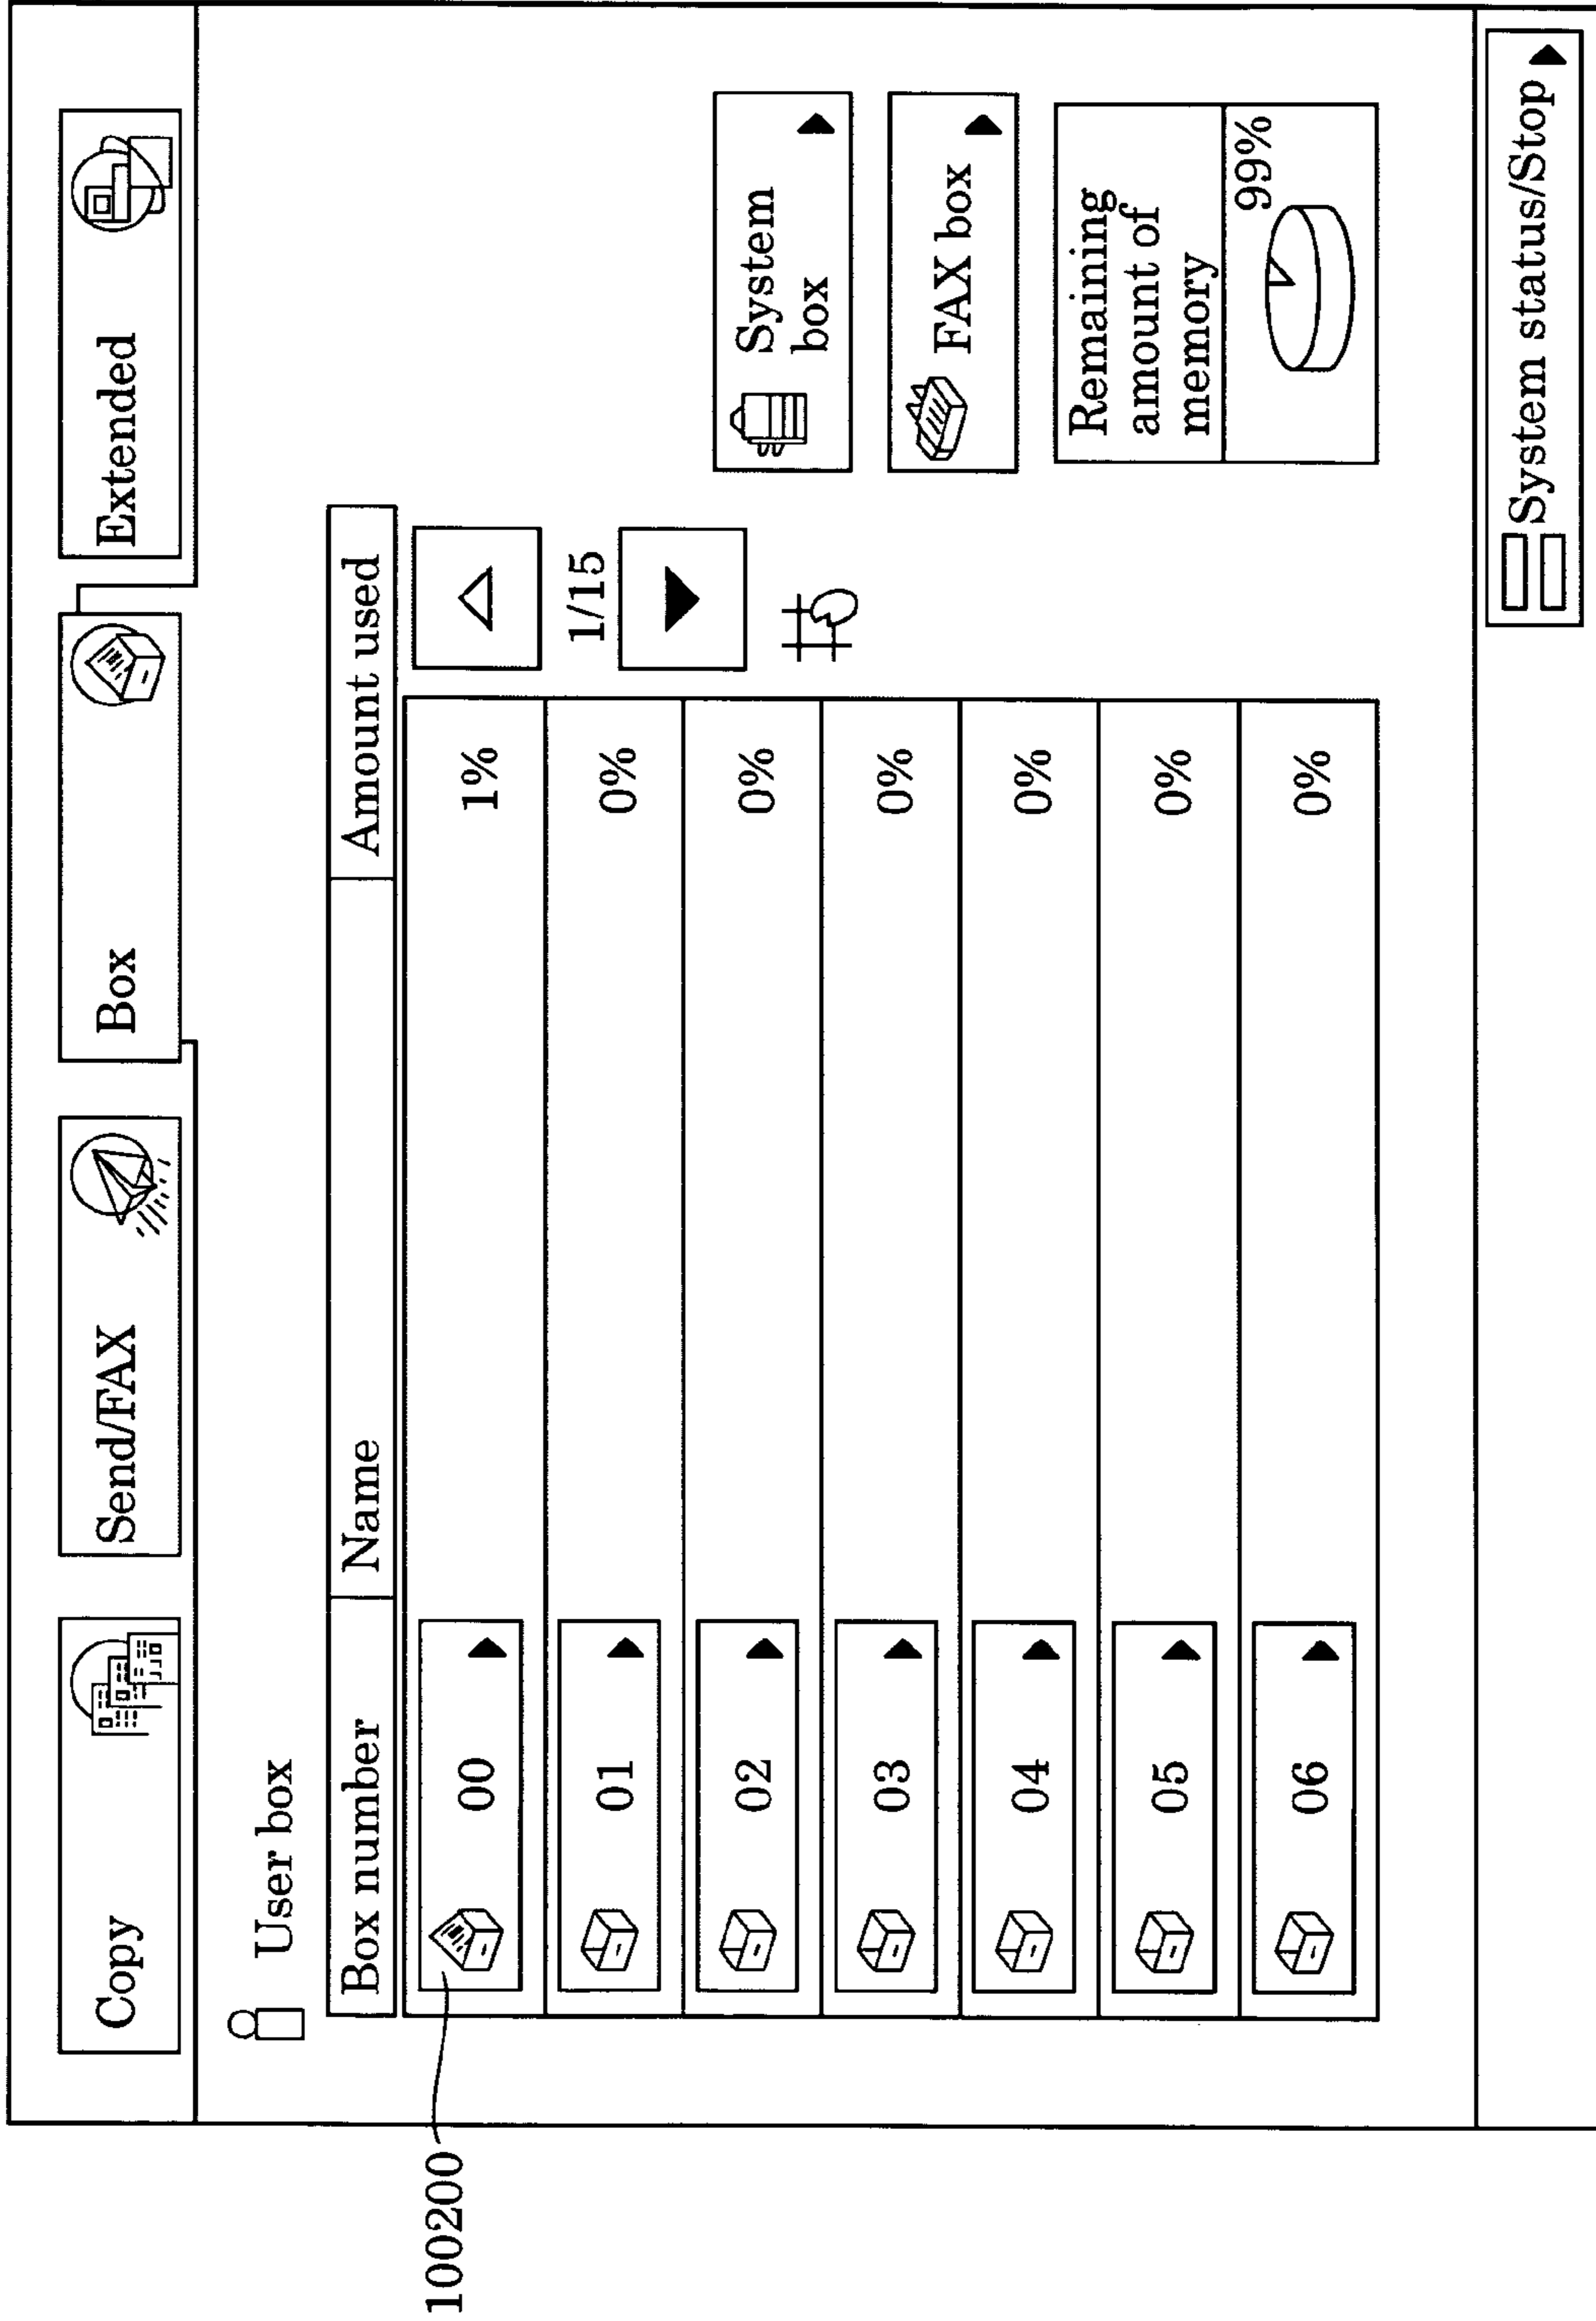 Copy
Send/FAX
Box
Extended
User box
Box number Name Amount used
100200
00 1%
01 0%
02 0%
03 0%
04 0%
05 0%
06 0%
1/15
System
box
FAX box
Remaining
amount of
memory
99%
System status/Stop